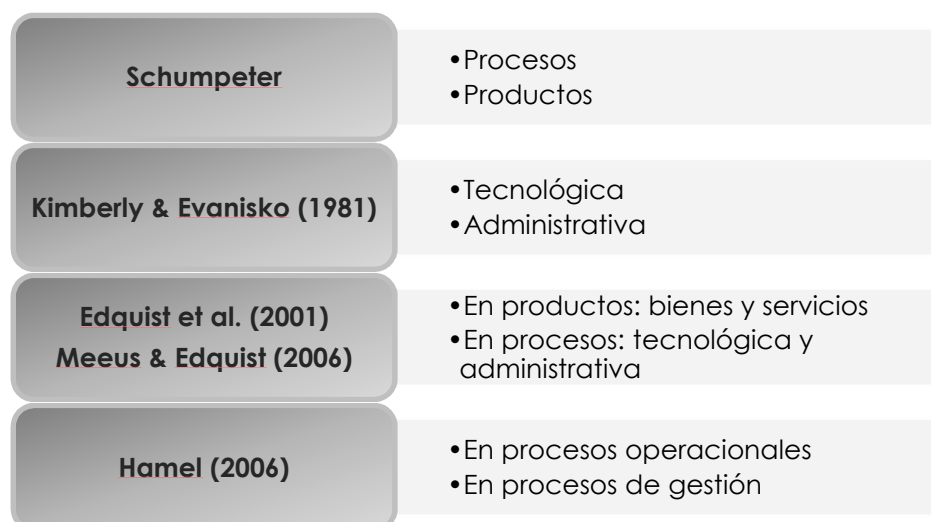 Schumpeter
•Procesos
•Productos
Kimberly & Evanisko (1981)
•Tecnológica
•Administrativa
Edquist et al. (2001)
Meeus & Edquist (2006)
•En productos: bienes y servicios
•En procesos: tecnológica y
administrativa
Hamel (2006)
•En procesos operacionales
•En procesos de gestión